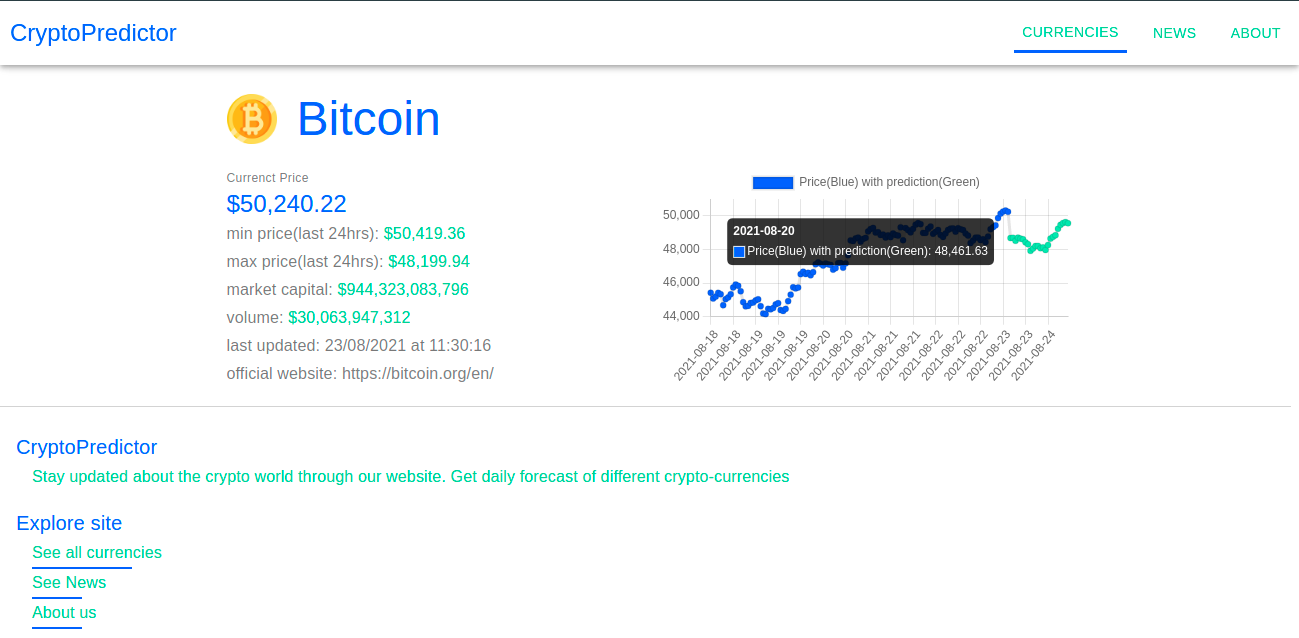 CryptoPredictor
CURRENCIES NEWS ABOUT
Bitcoin
Currenct Price
$50,240.22
min price(last 24hrs): $50,419.36
max price(last 24hrs): $48,199.94
market capital: $944,323,083,796
volume: $30,063,947,312
last updated: 23/08/2021 at 11:30:16
official website: https://bitcoin.org/en/
Price(Blue) with prediction(Green)
50,000
48,000
46,000
44,000
2021-08-20
Price(Blue) with prediction(Green): 48,461.63
2021-08-18
2021-08-18
2021-08-19
2021-08-19
2021-08-19
2021-08-20
2021-08-20
2021-08-21
2021-08-21
2021-08-21
2021-08-22
2021-08-22
2021-08-22
2021-08-23
2021-08-23
2021-08-24
CryptoPredictor
Stay updated about the crypto world through our website. Get daily forecast of different crypto-currencies
Explore site
See all currencies
See News
About us